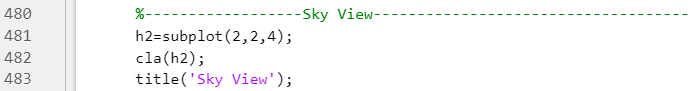 480 %------------------Sky View------------------------------------
481 h2=subplot(2,2,4);
482 cla(h2);
483 title('Sky View');